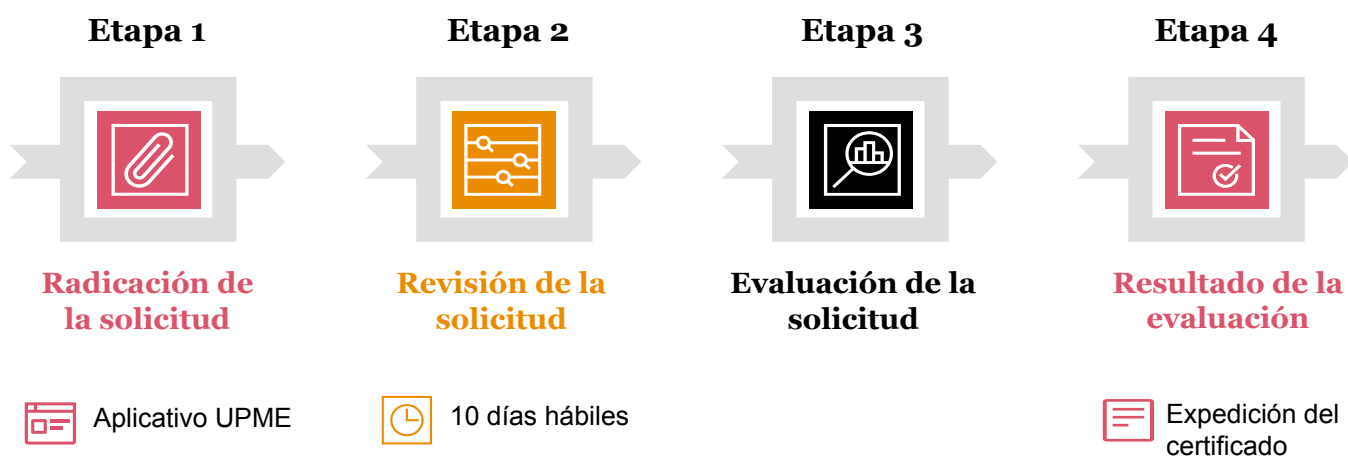 Etapa 1
Etapa 2
Etapa 3
Etapa 4
Radicación de
la solicitud
Revisión de la
solicitud
Evaluación de la
solicitud
Resultado de la
evaluación
Aplicativo UPME
10 días hábiles
Expedición del
certificado